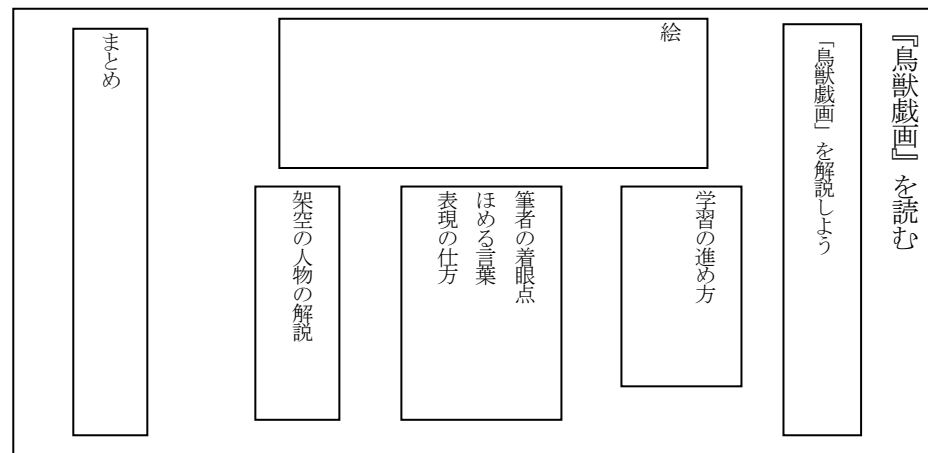 『鳥獣戯画』を読む
「鳥獣戯画」を解説しよう
絵
学習の進め方
筆者の着眼点
ほめる言葉
表現の仕方
架空の人物の解説
まとめ